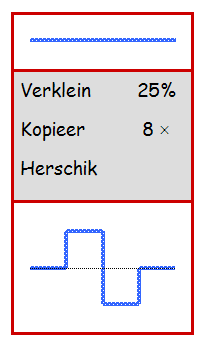 Verklein 25%
Kopieer 8 ×
Herschik